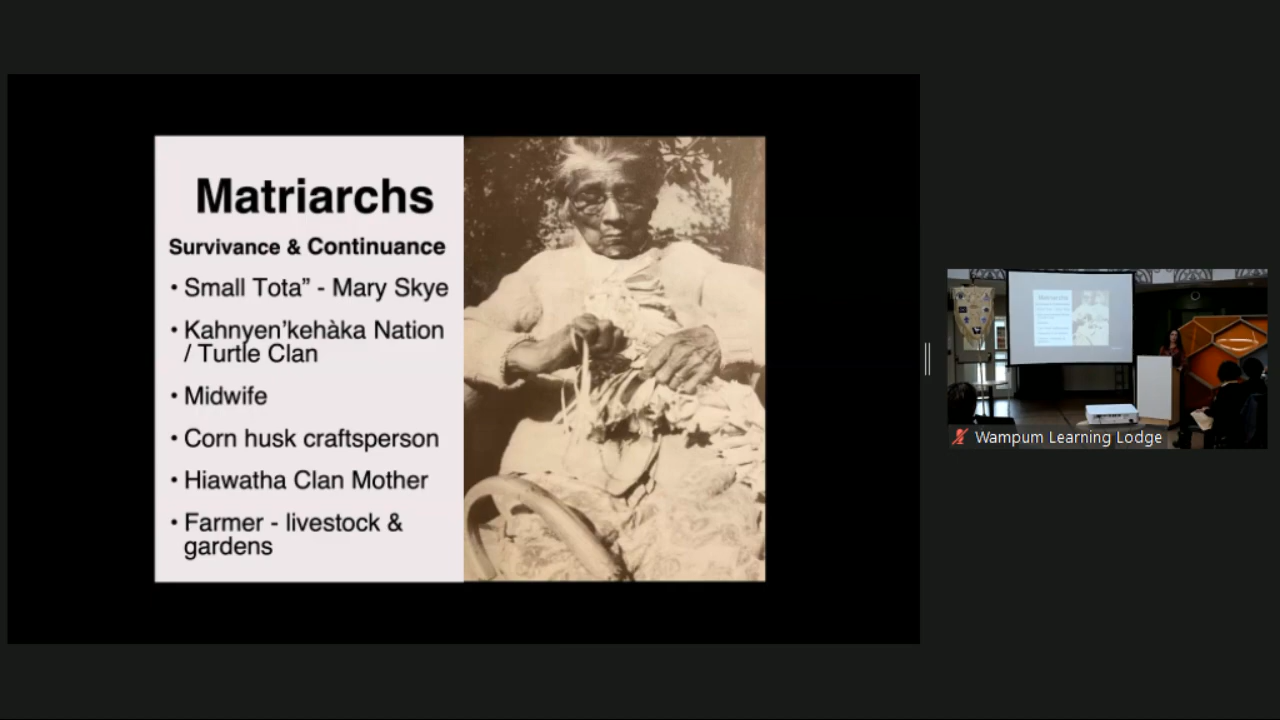 Matriarchs
Survivance & Continuance
• Small Tota” - Mary Skye
• Kahnyen’kehàka Nation
/ Turtle Clan
• Midwife
• Corn husk craftsperson
• Hiawatha Clan Mother
• Farmer - livestock &
gardens
Matriarchs
Wampum Learning Lodge